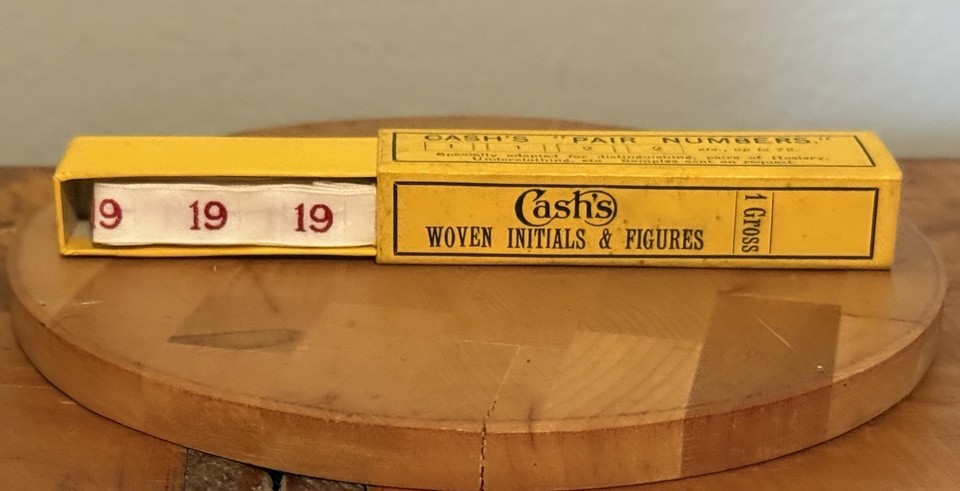 CASH'S "PAIR NUMBERS."
1 1 2 2 etc., up to 72.
Specially adapted for distinguishing, pairs of Hosiery,
Underclothing, etc. Samples sent on request.
9 19 19
Cash's
WOVEN INITIALS & FIGURES
1 Gross